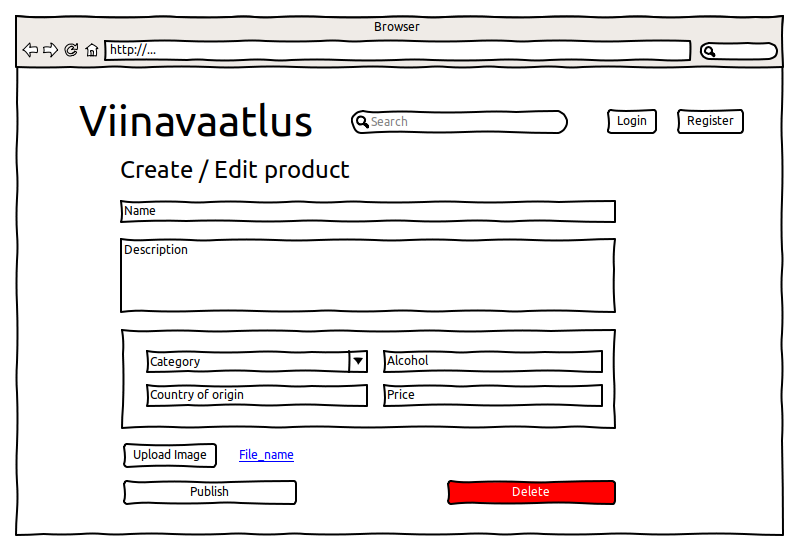 Browser
http://...
Viinavaatlus
Search
Login
Register
Create / Edit product
Name
Description
Category
Alcohol
Country of origin
Price
Upload Image
File_name
Publish
Delete